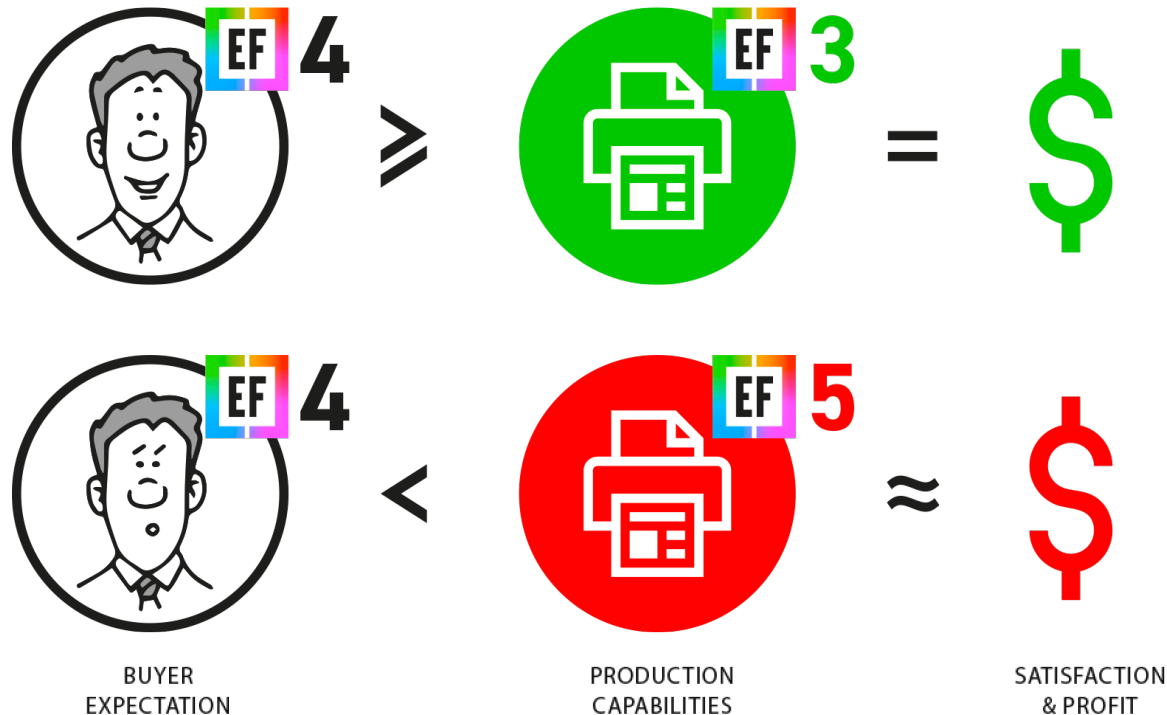 EF 4 ⩾ EF 3 = $
EF 4 < EF 5 ≈ $
BUYER
EXPECTATION
PRODUCTION
CAPABILITIES
SATISFACTION
& PROFIT